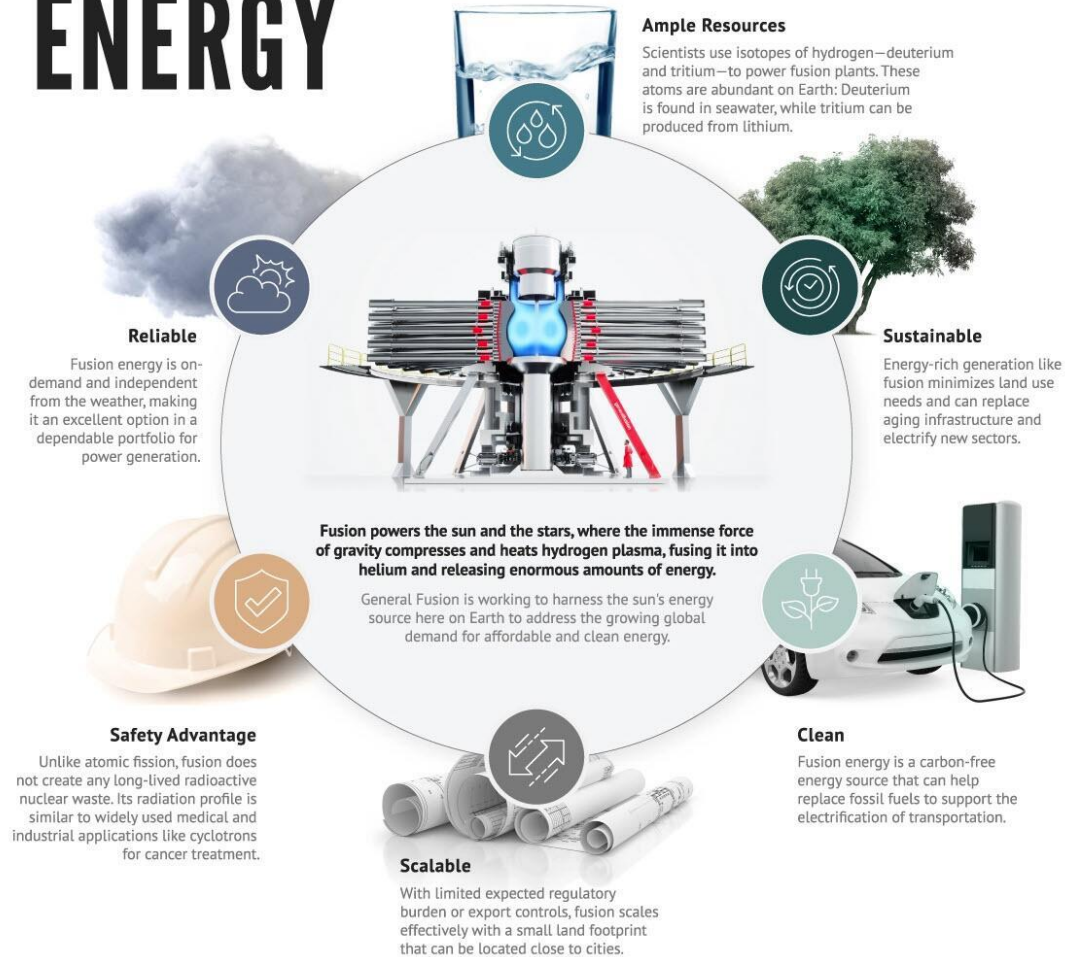 ENERGY
Ample Resources
Scientists use isotopes of hydrogen—deuterium
and tritium—to power fusion plants. These
atoms are abundant on Earth: Deuterium
is found in seawater, while tritium can be
produced from lithium.
Reliable
Fusion energy is on-
demand and independent
from the weather, making
it an excellent option in a
dependable portfolio for
power generation.
Sustainable
Energy-rich generation like
fusion minimizes land use
needs and can replace
aging infrastructure and
electrify new sectors.
Fusion powers the sun and the stars, where the immense force
of gravity compresses and heats hydrogen plasma, fusing it into
helium and releasing enormous amounts of energy.
General Fusion is working to harness the sun's energy
source here on Earth to address the growing global
demand for affordable and clean energy.
Safety Advantage
Unlike atomic fission, fusion does
not create any long-lived radioactive
nuclear waste. Its radiation profile is
similar to widely used medical and
industrial applications like cyclotrons
for cancer treatment.
Clean
Fusion energy is a carbon-free
energy source that can help
replace fossil fuels to support the
electrification of transportation.
Scalable
With limited expected regulatory
burden or export controls, fusion scales
effectively with a small land footprint
that can be located close to cities.